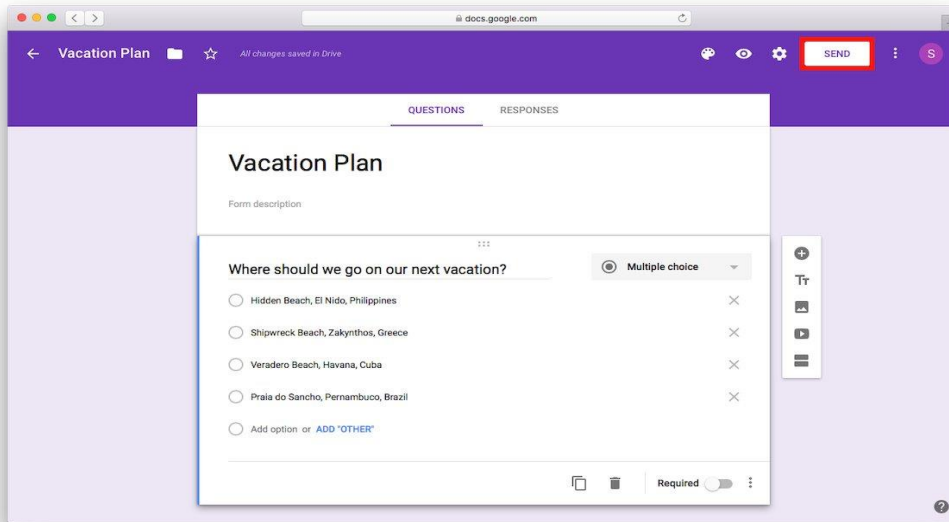 docs.google.com
Vacation Plan
All changes saved in Drive
SEND
S
QUESTIONS RESPONSES
Vacation Plan
Form description
Where should we go on our next vacation?
Multiple choice
Hidden Beach, El Nido, Philippines
Shipwreck Beach, Zakynthos, Greece
Veradero Beach, Havana, Cuba
Praia do Sancho, Pernambuco, Brazil
Add option or ADD "OTHER"
Required